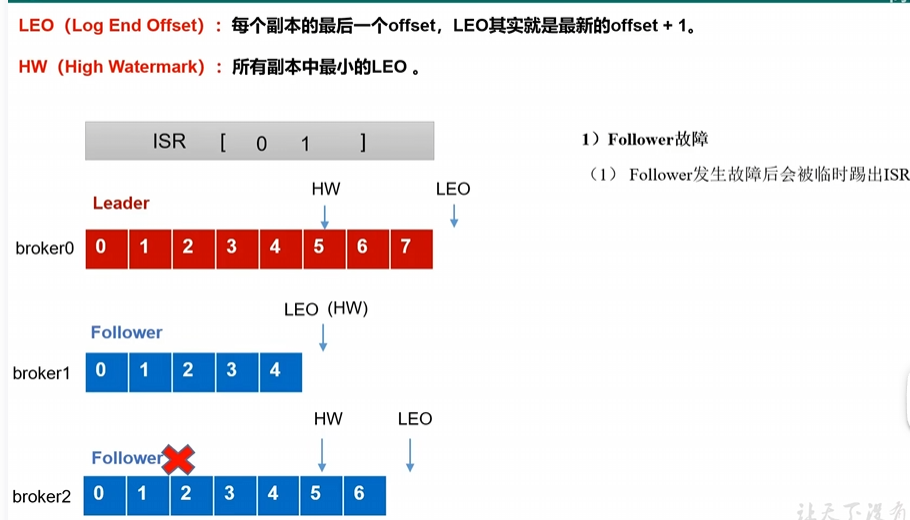 LEO（Log End Offset）：每个副本的最后一个offset，LEO其实就是最新的offset + 1。
HW（High Watermark）：所有副本中最小的LEO 。
ISR [ 0 1 ]
1）Follower故障
（1） Follower发生故障后会被临时踢出ISR
HW LEO
Leader
broker0 0 1 2 3 4 5 6 7
LEO (HW)
Follower
broker1 0 1 2 3 4
HW LEO
Follower
broker2 0 1 2 3 4 5 6
让天下没有